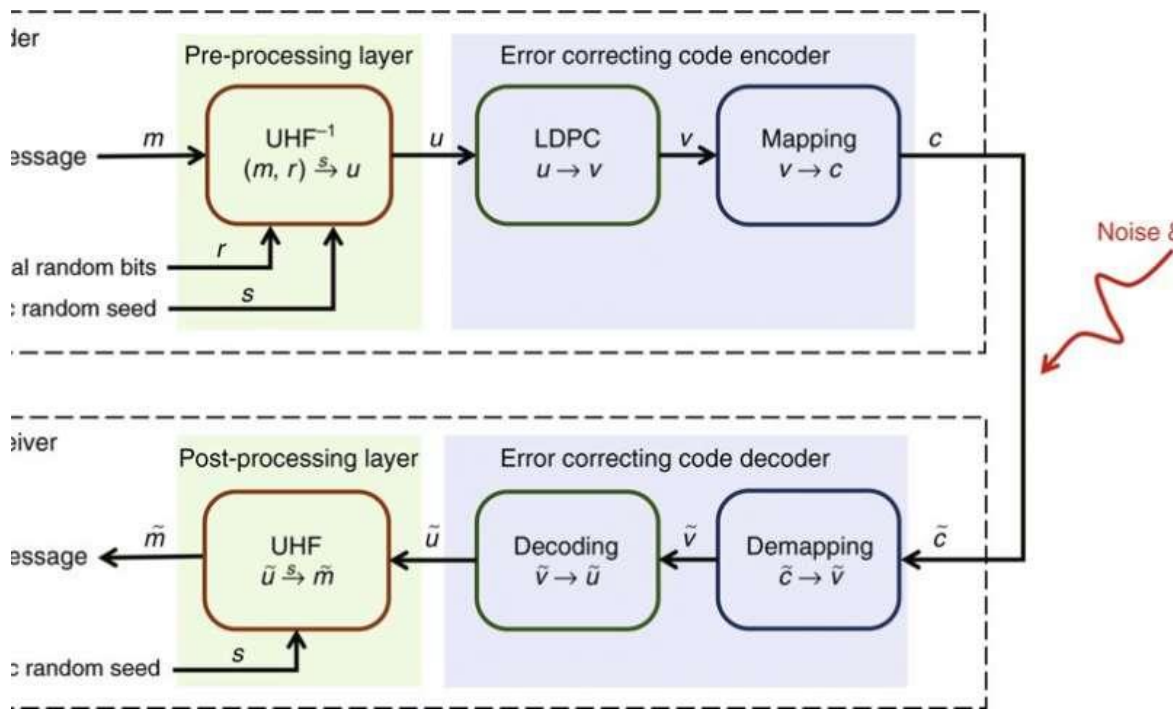 der
Pre-processing layer
Error correcting code encoder
m
UHF⁻¹
(m, r) →ˢ u
u
LDPC
u → v
v
Mapping
v → c
c
essage
r
al random bits
s
c random seed
Noise &
eiver
Post-processing layer
Error correcting code decoder
m̃
UHF
ũ →ˢ m̃
ũ
Decoding
ṽ → ũ
ṽ
Demapping
c̃ → ṽ
c̃
essage
s
c random seed